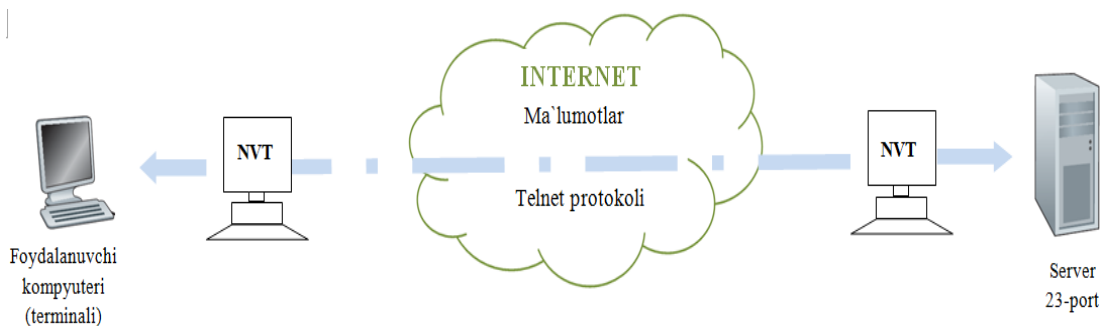 INTERNET
Ma`lumotlar
NVT
NVT
Telnet protokoli
Foydalanuvchi
kompyuteri
(terminali)
Server
23-port